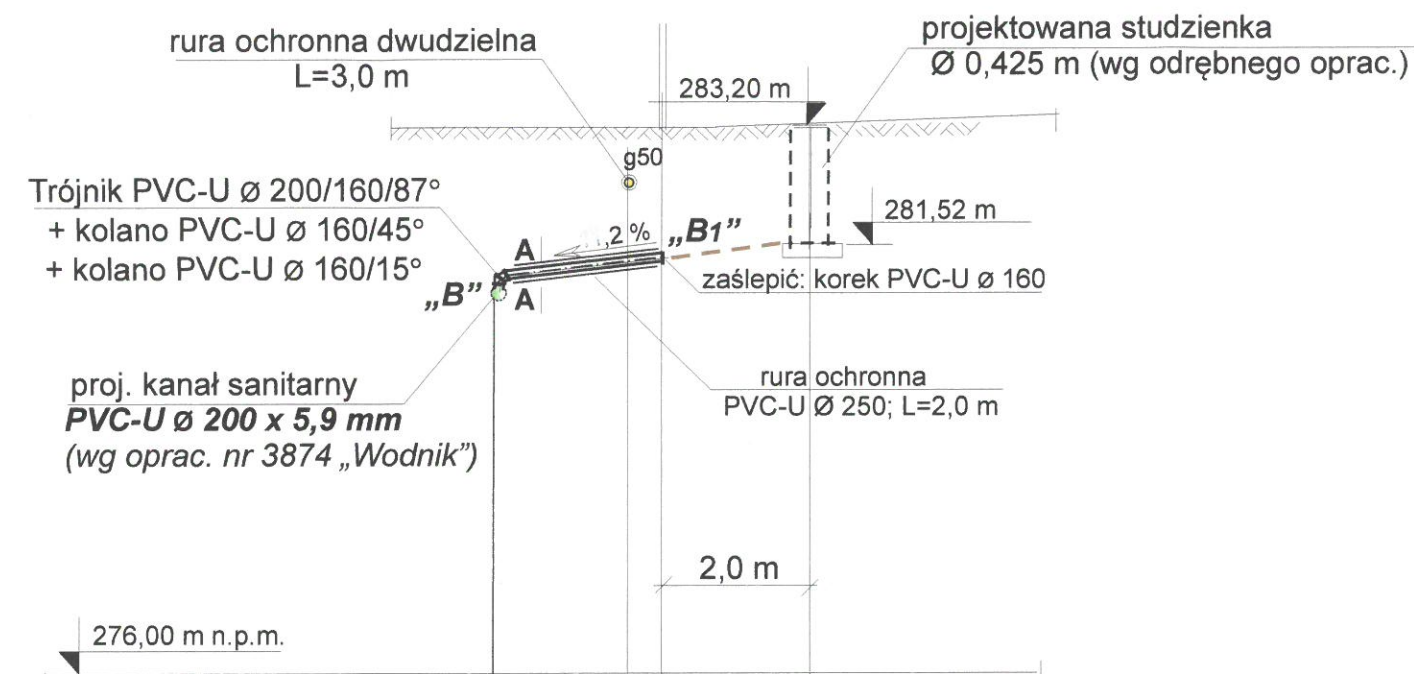 rura ochronna dwudzielna
L=3,0 m
projektowana studzienka
Ø 0,425 m (wg odrębnego oprac.)
283,20 m
g50
Trójnik PVC-U Ø 200/160/87°
+ kolano PVC-U Ø 160/45°
+ kolano PVC-U Ø 160/15°
281,52 m
A
,2 %
„B1”
„B”
A
zaślepić: korek PVC-U Ø 160
proj. kanał sanitarny
PVC-U Ø 200 x 5,9 mm
(wg oprac. nr 3874 „Wodnik”)
rura ochronna
PVC-U Ø 250; L=2,0 m
2,0 m
276,00 m n.p.m.